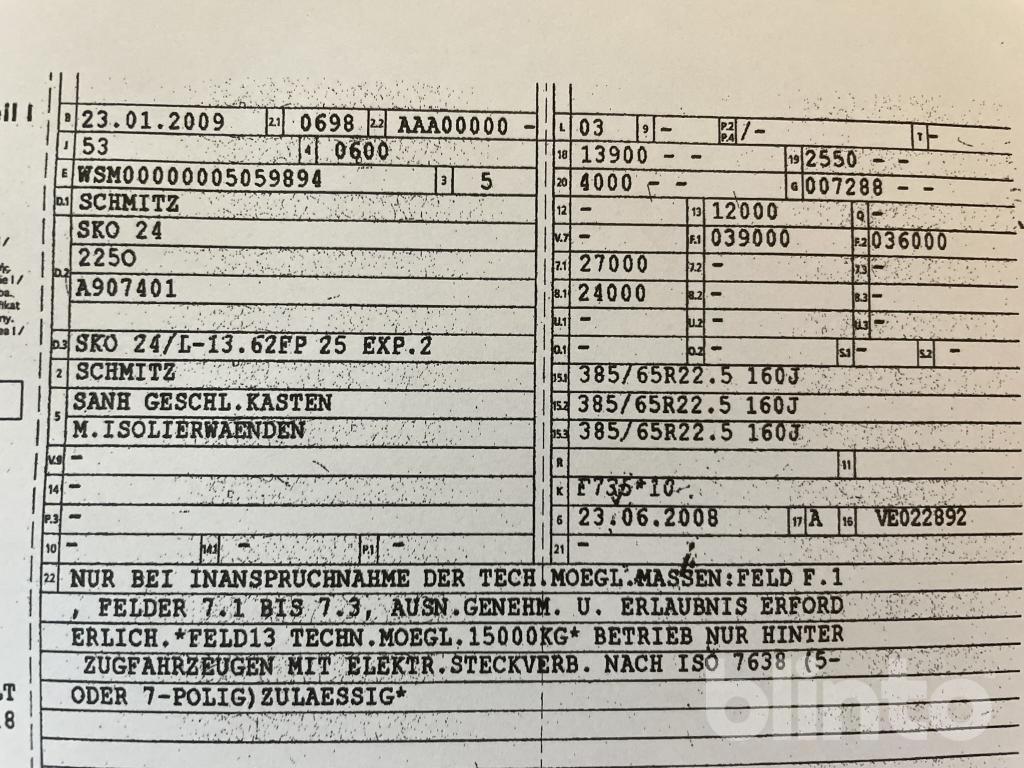 eil I
B 23.01.2009 2.1 0698 2.2 AAA00000 -
J 53 4 0600
E WSM00000005059894 3 5
D.1 SCHMITZ
SKO 24
D.2 2250
A907401
D.3 SKO 24/L-13.62FP 25 EXP.2
2 SCHMITZ
5 SANH GESCHL.KASTEN
M.ISOLIERWAENDEN
V.9 -
14 -
P.3 -
10 - 14.1 - P.1 -
L 03 9 - P.2 P.4 /- T -
18 13900 - - 19 2550 - -
20 4000 - - G 007288 - -
12 - 13 12000 Q -
V.7 - F.1 039000 F.2 036000
7.1 27000 7.2 - 7.3 -
8.1 24000 8.2 - 8.3 -
U.1 - U.2 - U.3 -
O.1 - O.2 - S.1 - S.2 -
15.1 385/65R22.5 160J
15.2 385/65R22.5 160J
15.3 385/65R22.5 160J
R 11
K F735*10-.
6 23.06.2008 17 A 16 VE022892
21 -
22 NUR BEI INANSPRUCHNAHME DER TECH.MOEGL.MASSEN:FELD F.1
, FELDER 7.1 BIS 7.3, AUSN.GENEHM. U. ERLAUBNIS ERFORD
ERLICH.*FELD13 TECHN.MOEGL.15000KG* BETRIEB NUR HINTER
ZUGFAHRZEUGEN MIT ELEKTR.STECKVERB. NACH ISO 7638 (5-
ODER 7-POLIG)ZULAESSIG*
blinto